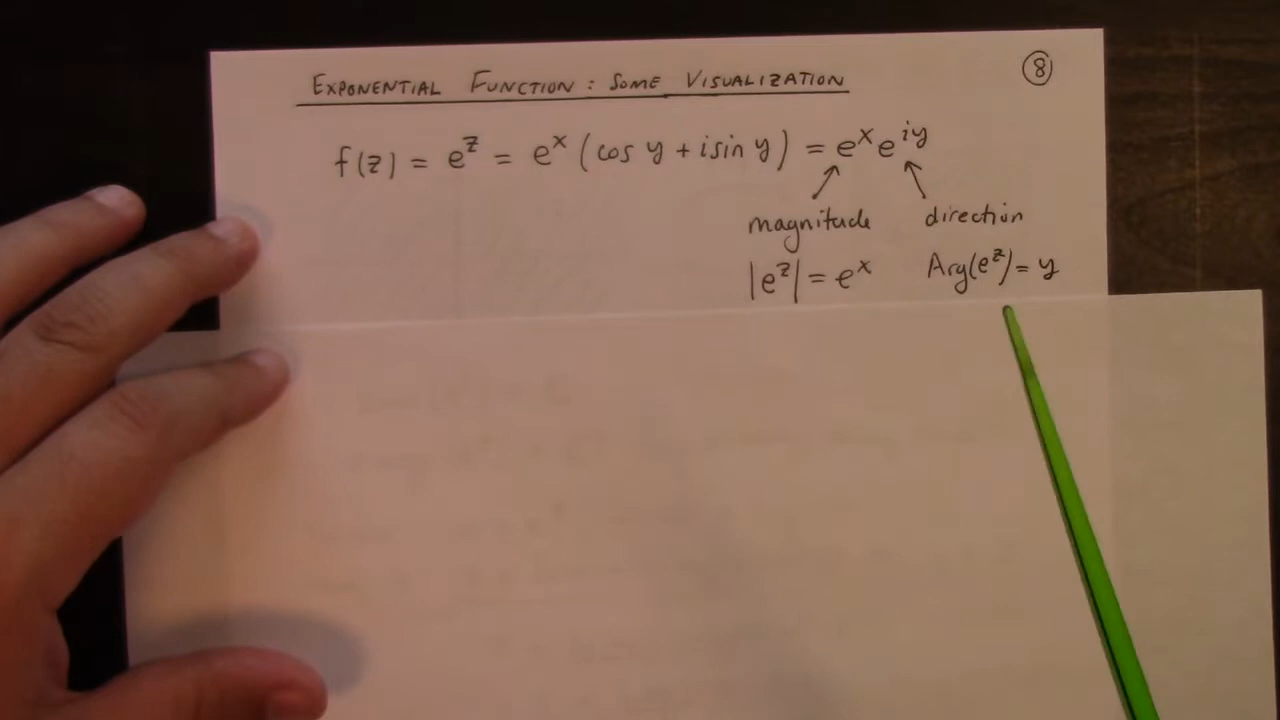 EXPONENTIAL FUNCTION : SOME VISUALIZATION
8
f(z) = e^z = e^x (cos y + i sin y) = e^x e^{iy}
magnitude direction
|e^z| = e^x Arg(e^z) = y